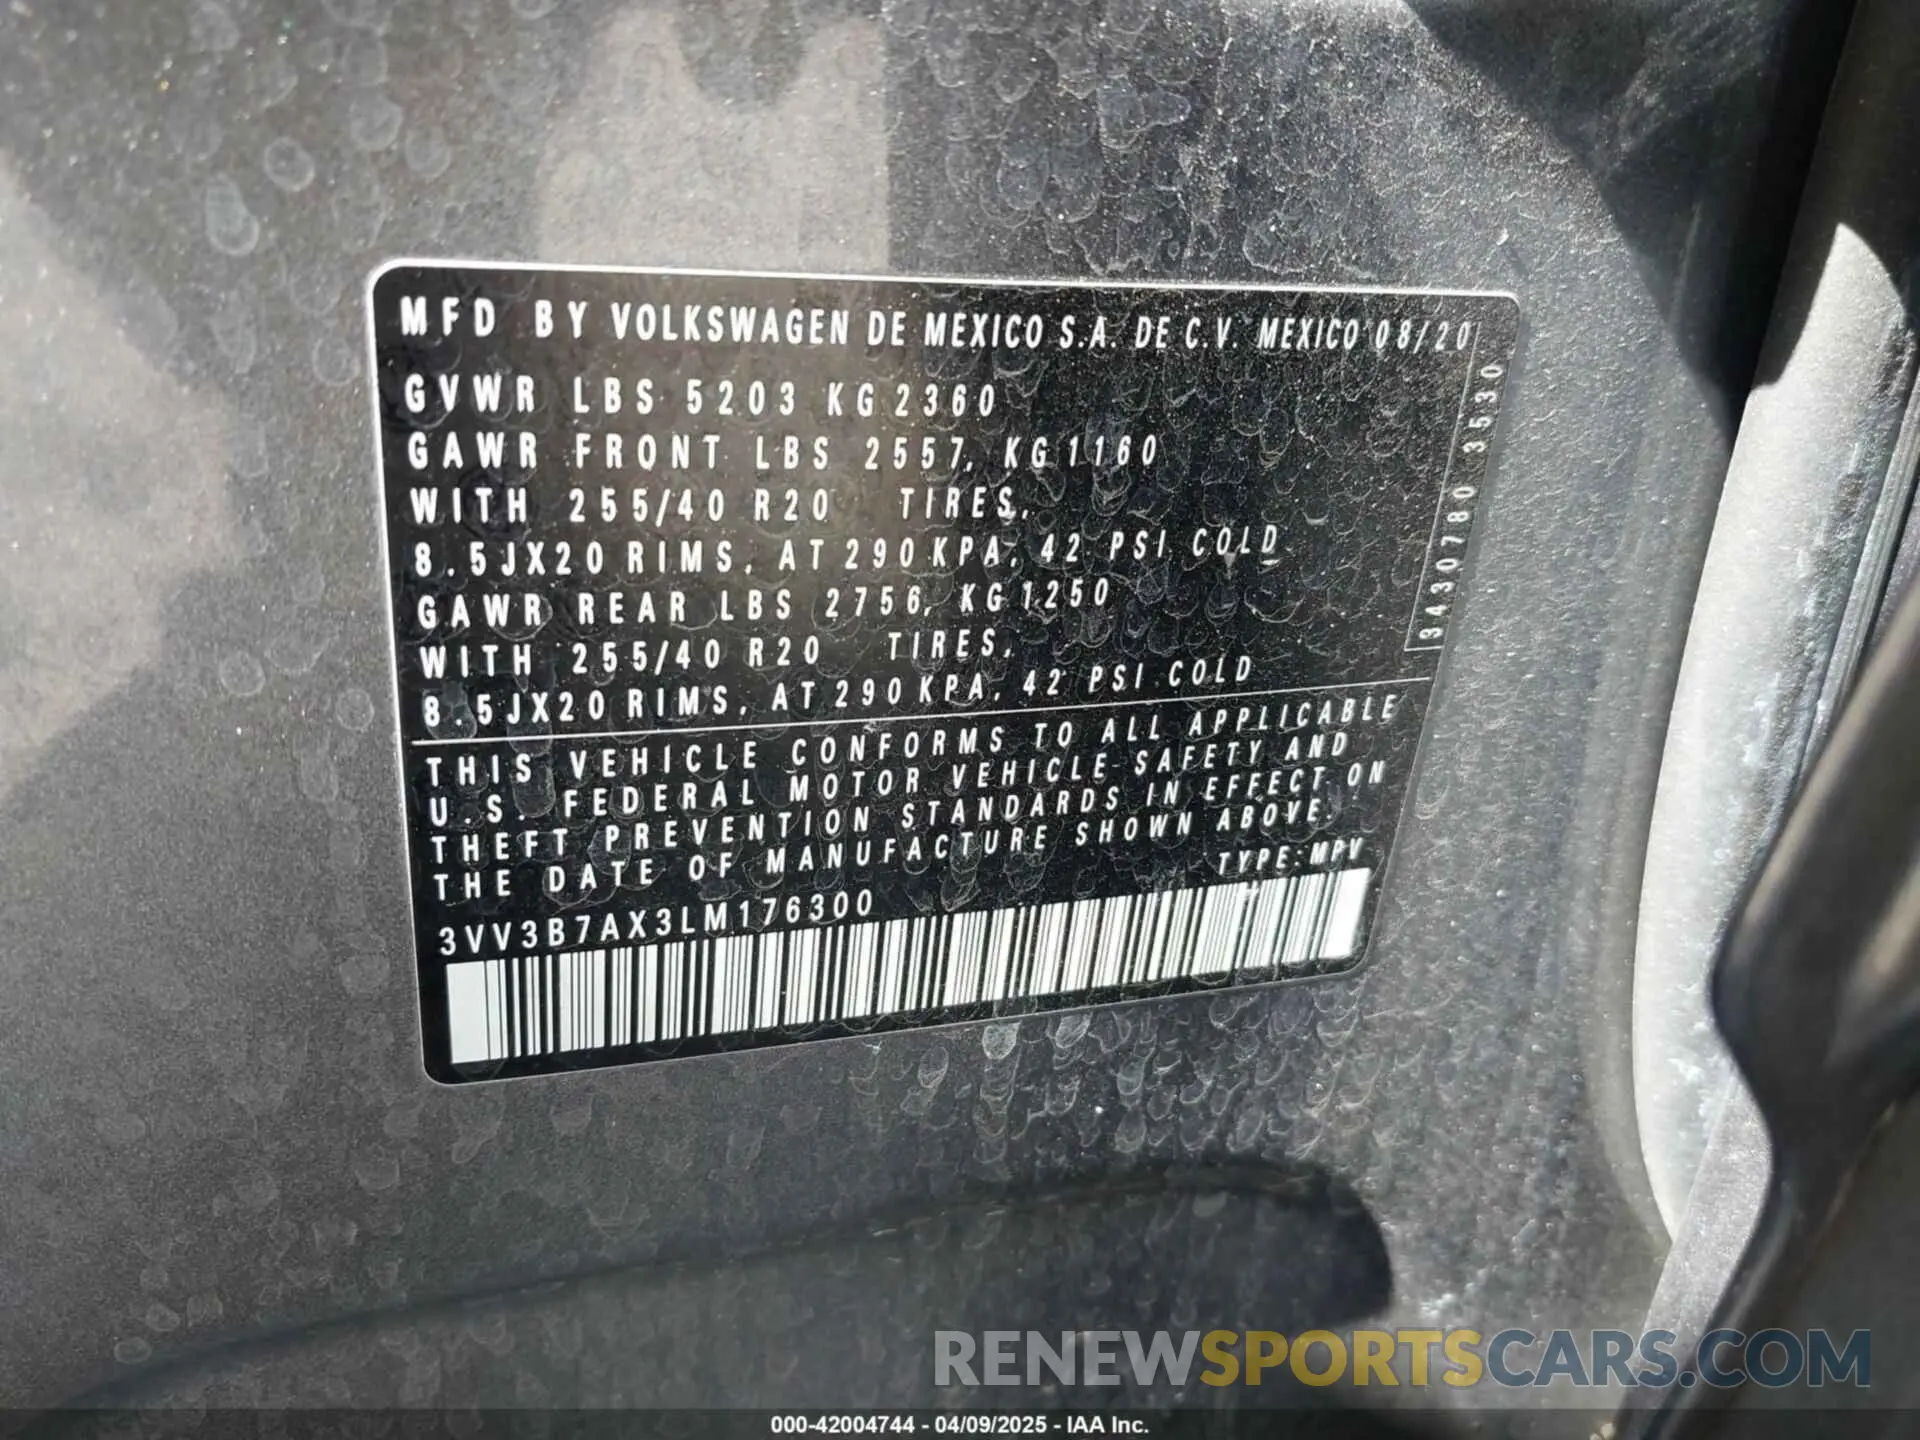 MFD BY VOLKSWAGEN DE MEXICO S.A. DE C.V. MEXICO 08/20
GVWR LBS 5203 KG 2360
GAWR FRONT LBS 2557, KG 1160
WITH 255/40 R20 TIRES,
8.5JX20 RIMS, AT 290 KPA, 42 PSI COLD
GAWR REAR LBS 2756, KG 1250
WITH 255/40 R20 TIRES,
8.5JX20 RIMS, AT 290 KPA, 42 PSI COLD
3430780 3530
THIS VEHICLE CONFORMS TO ALL APPLICABLE
U.S. FEDERAL MOTOR VEHICLE SAFETY AND
THEFT PREVENTION STANDARDS IN EFFECT ON
THE DATE OF MANUFACTURE SHOWN ABOVE.
TYPE: MPV
3VV3B7AX3LM176300
RENEWSPORTSCARS.COM
000-42004744 - 04/09/2025 - IAA Inc.